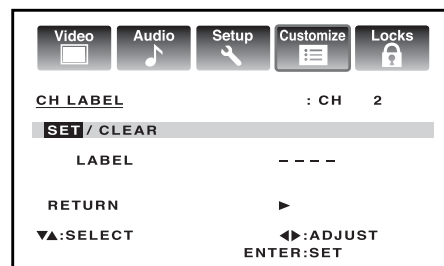 Video Audio Setup Customize Locks
CH LABEL : CH 2
SET / CLEAR
LABEL – – – –
RETURN ►
▼▲:SELECT ◀▶:ADJUST
ENTER:SET